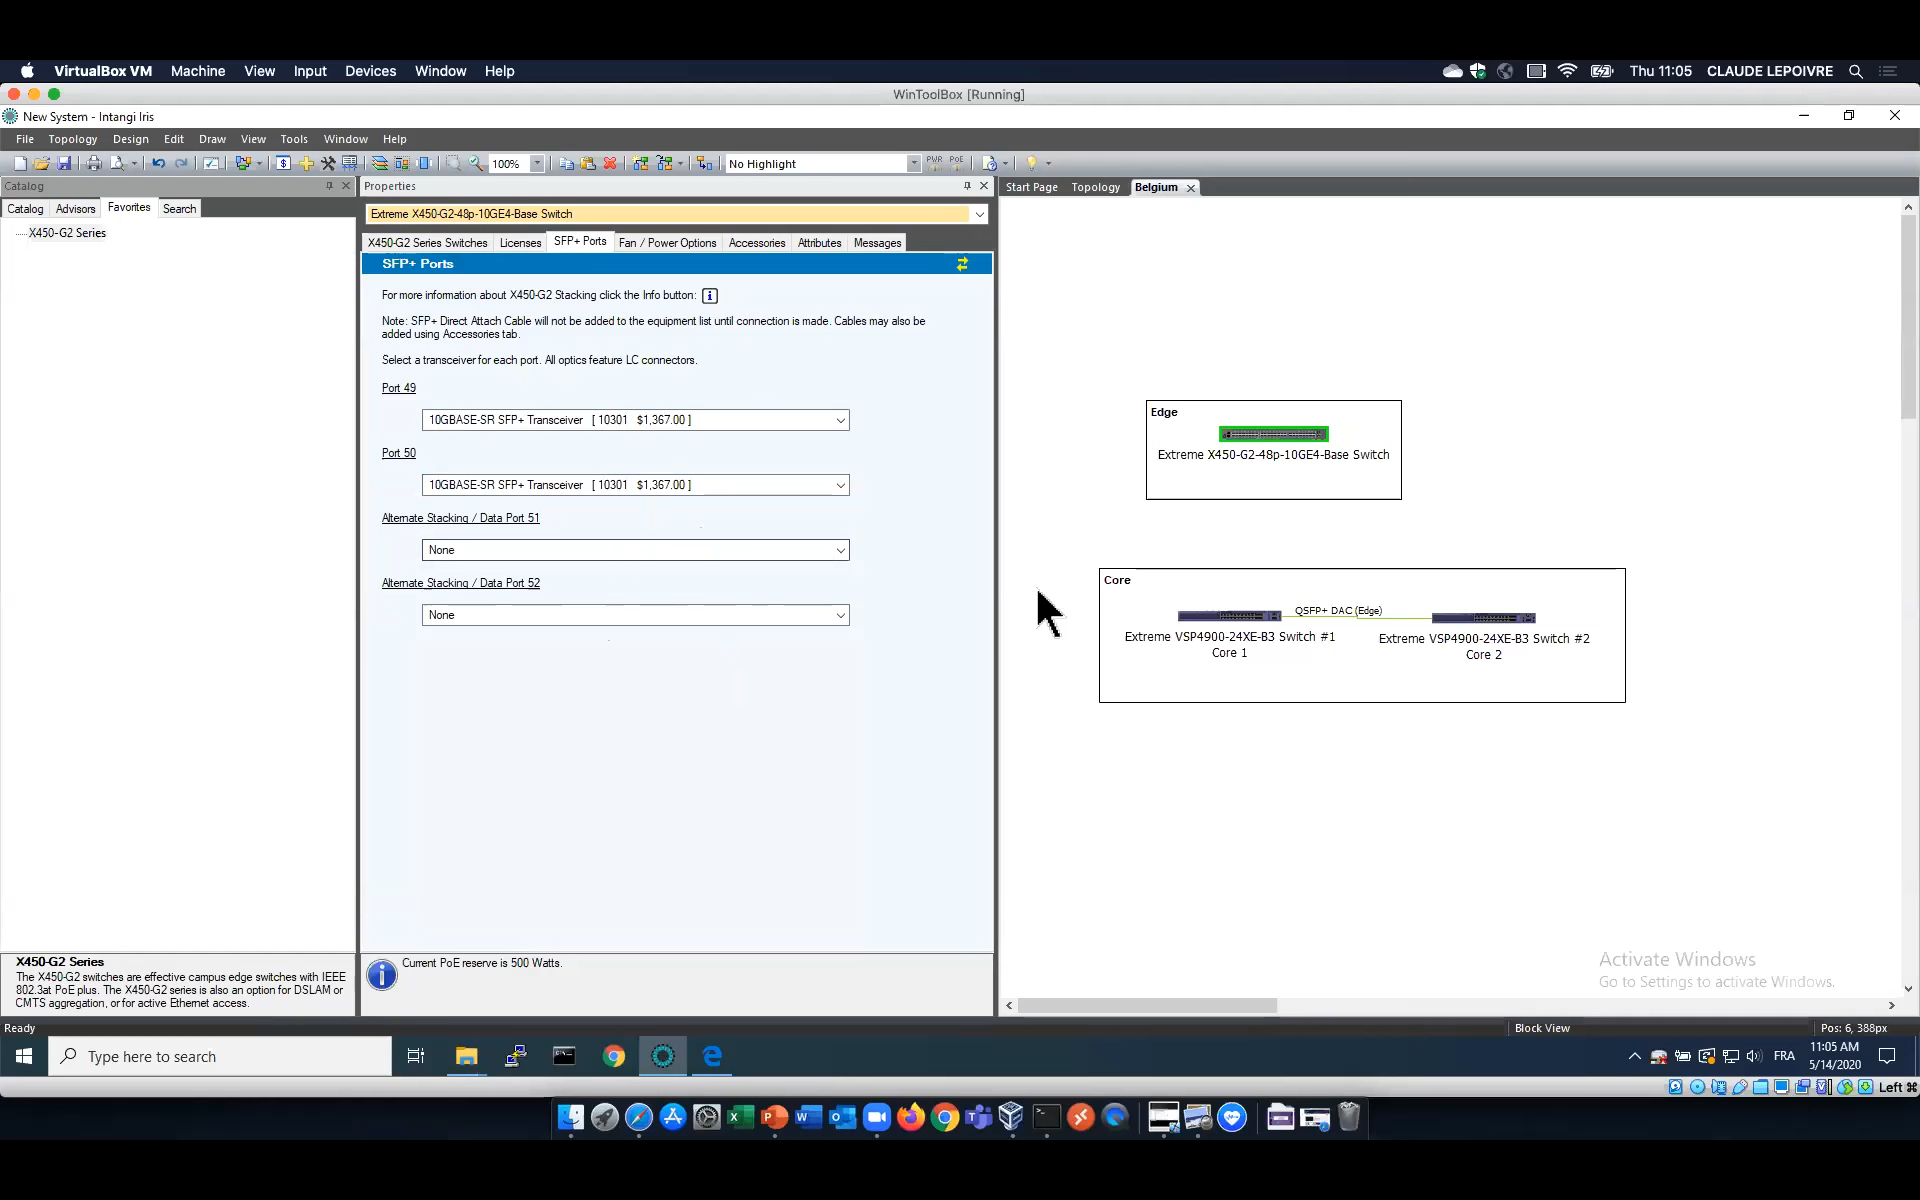 VirtualBox VM Machine View Input Devices Window Help
Thu 11:05 CLAUDE LEPOIVRE
WinToolBox [Running]
New System - Intangi Iris
File Topology Design Edit Draw View Tools Window Help
100%
No Highlight
PWR PoE
Catalog
Catalog Advisors Favorites Search
X450-G2 Series
X450-G2 Series
The X450-G2 switches are effective campus edge switches with IEEE
802.3at PoE plus. The X450-G2 series is also an option for DSLAM or
CMTS aggregation, or for active Ethernet access.
Properties
Extreme X450-G2-48p-10GE4-Base Switch
X450-G2 Series Switches Licenses SFP+ Ports Fan / Power Options Accessories Attributes Messages
SFP+ Ports
For more information about X450-G2 Stacking click the Info button:
Note: SFP+ Direct Attach Cable will not be added to the equipment list until connection is made. Cables may also be
added using Accessories tab.
Select a transceiver for each port. All optics feature LC connectors.
Port 49
10GBASE-SR SFP+ Transceiver [ 10301 $1,367.00 ]
Port 50
10GBASE-SR SFP+ Transceiver [ 10301 $1,367.00 ]
Alternate Stacking / Data Port 51
None
Alternate Stacking / Data Port 52
None
Current PoE reserve is 500 Watts.
Start Page Topology Belgium
Edge
Extreme X450-G2-48p-10GE4-Base Switch
Core
QSFP+ DAC (Edge)
Extreme VSP4900-24XE-B3 Switch #1
Core 1
Extreme VSP4900-24XE-B3 Switch #2
Core 2
Activate Windows
Go to Settings to activate Windows.
Ready
Block View
Pos: 6, 388px
Type here to search
FRA
11:05 AM
5/14/2020
Left ⌘